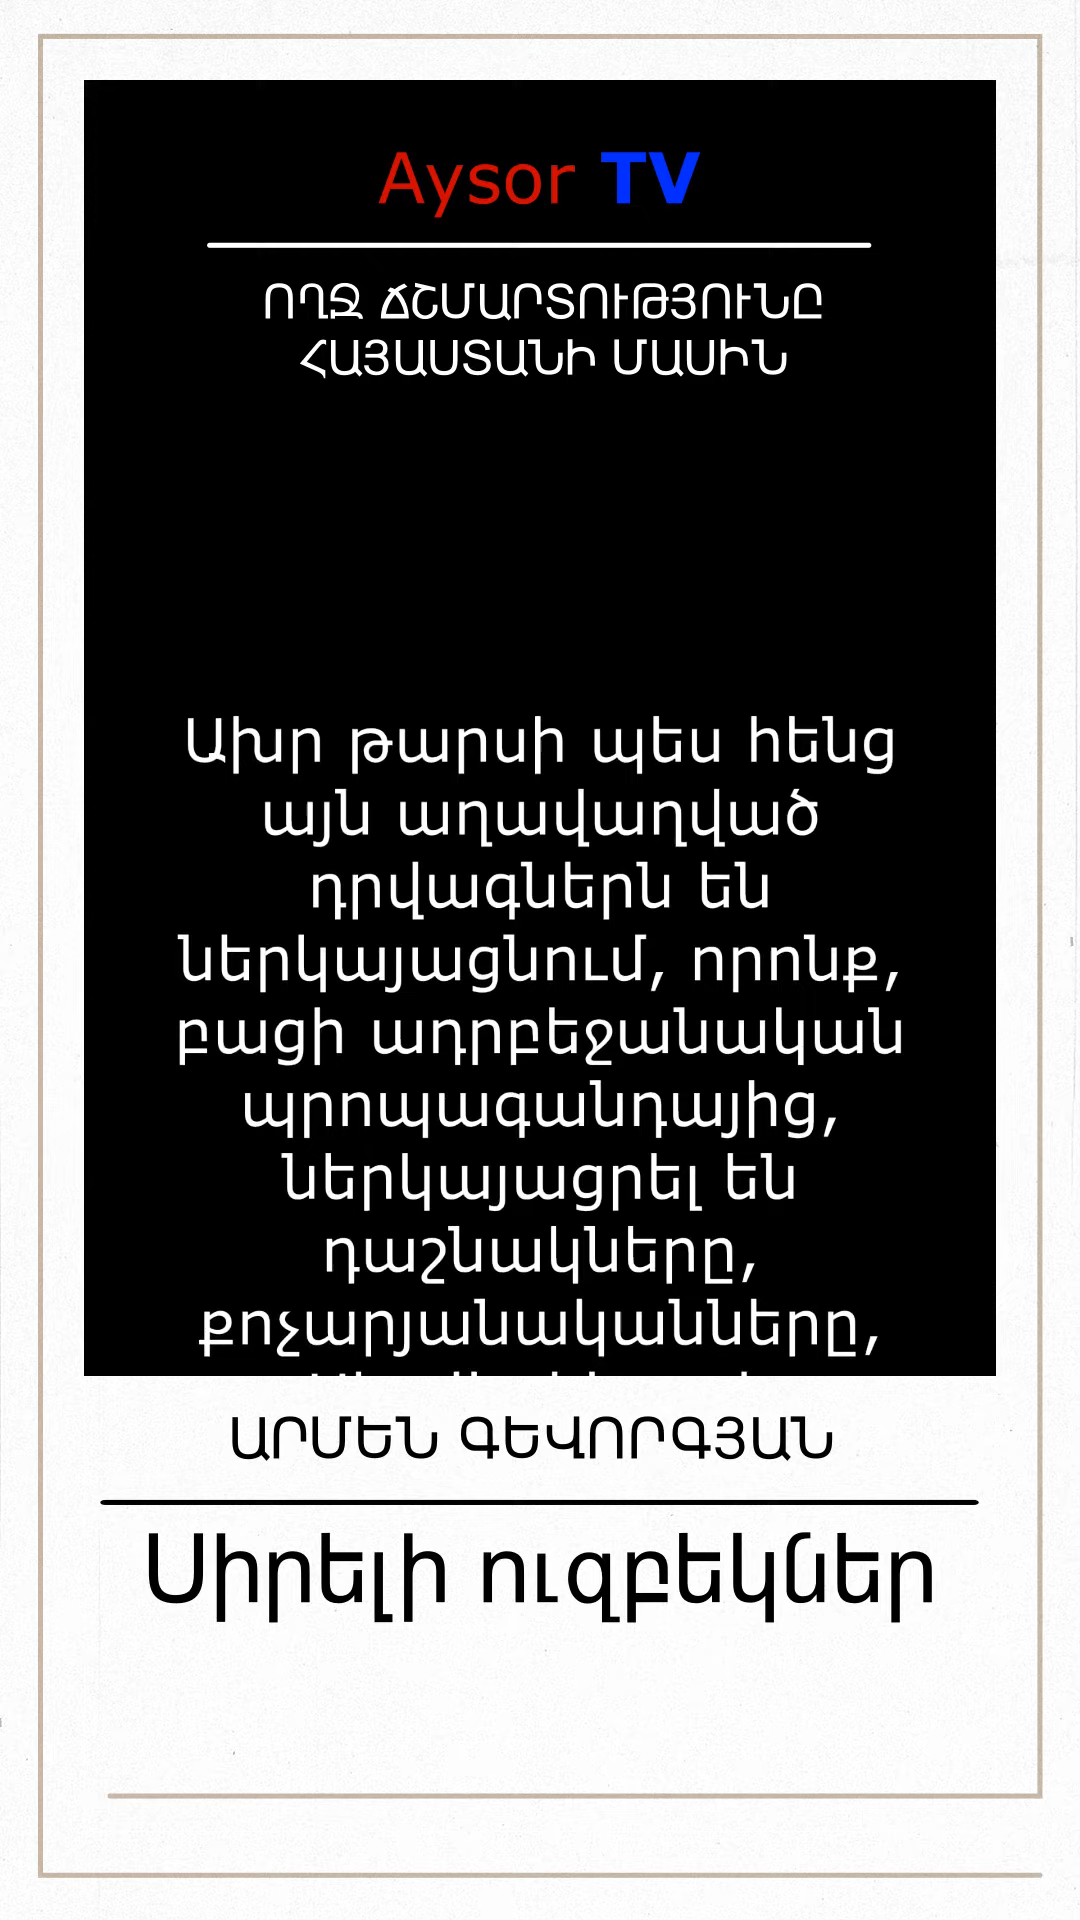 Aysor TV
ՈՂՋ ՃՇՄԱՐՏՈՒԹՅՈՒՆԸ
ՀԱՅԱՍՏԱՆԻ ՄԱՍԻՆ
Ախր թարսի պես հենց
այն աղավաղված
դրվագներն են
ներկայացնում, որոնք,
բացի ադրբեջանական
պրոպագանդայից,
ներկայացրել են
դաշնակները,
քոչարյանականները,
ԱՐՄԵՆ ԳԵՎՈՐԳՅԱՆ
Սիրելի ուզբեկներ